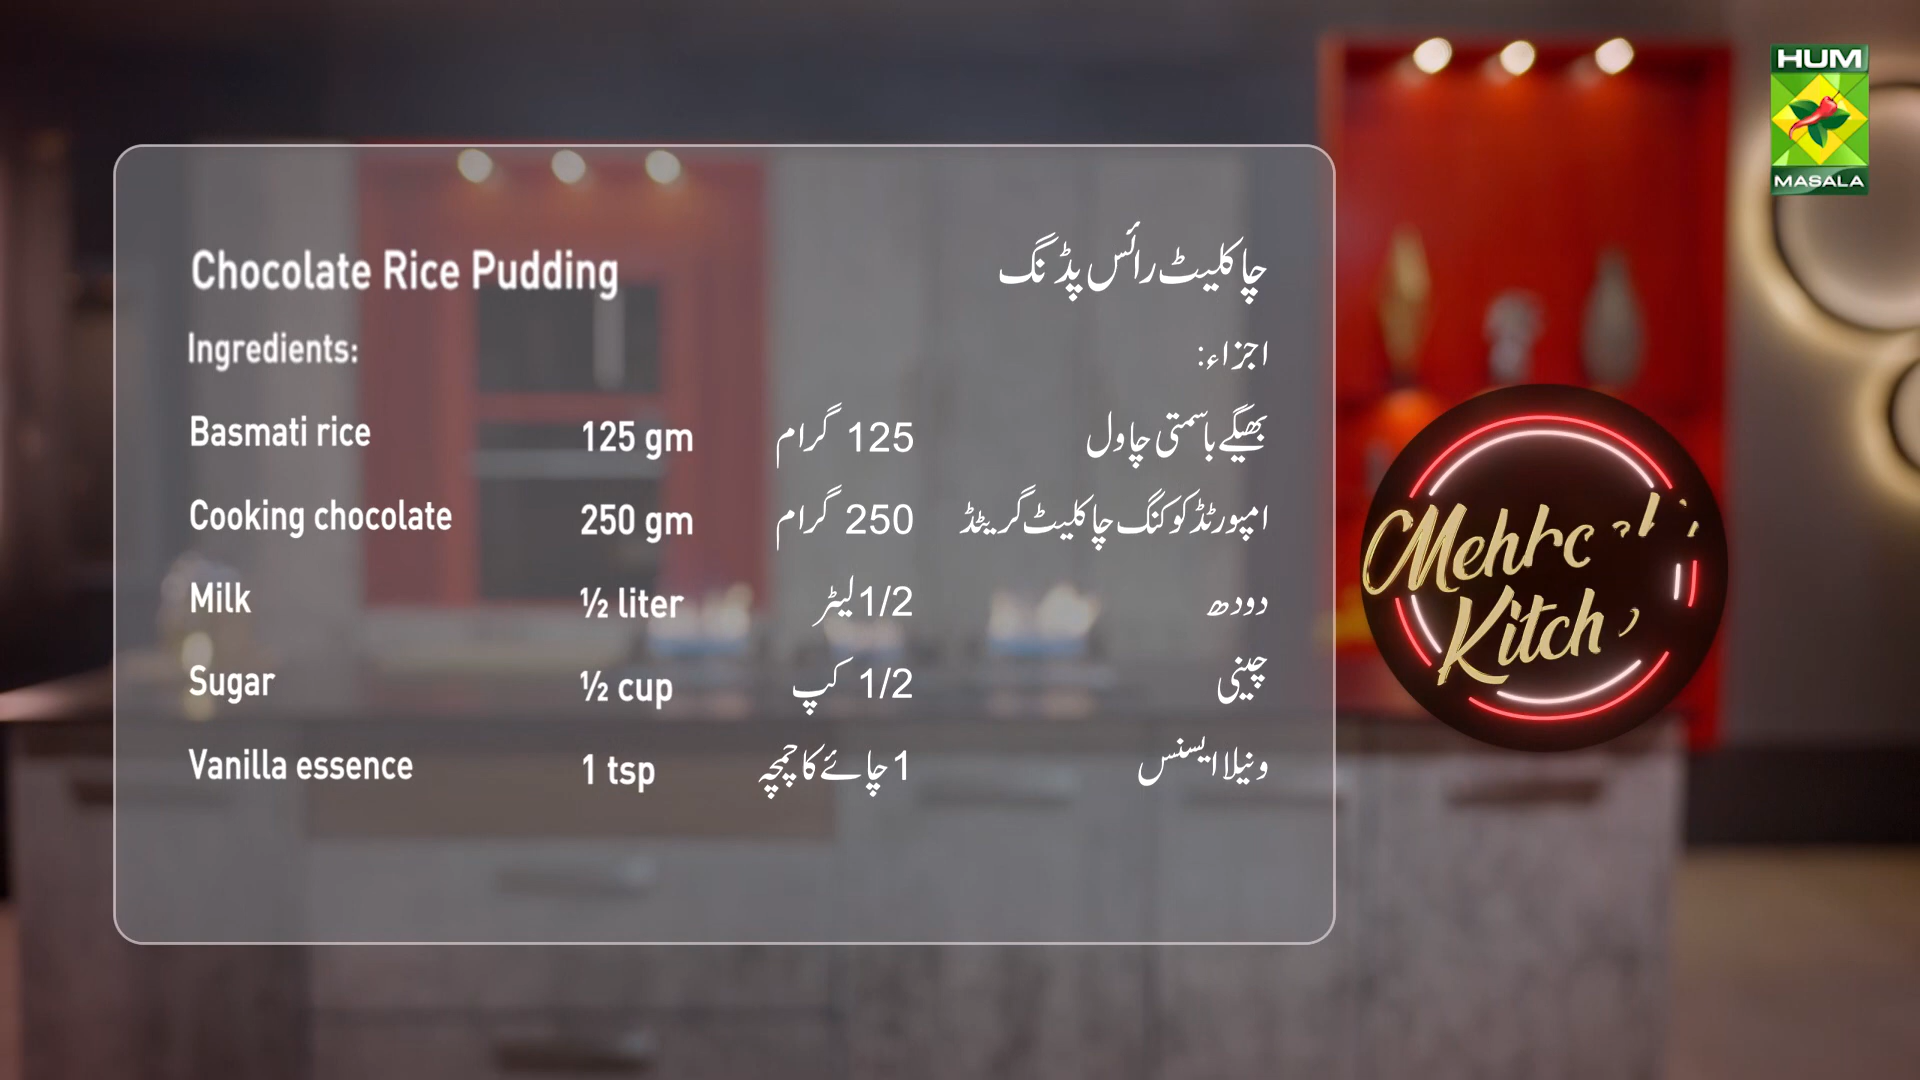 HUM
MASALA
Chocolate Rice Pudding چاکلیٹ رائس پڈنگ
Ingredients: اجزاء:
Basmati rice 125 gm 125 گرام بھیگے باسمتی چاول
Cooking chocolate 250 gm 250 گرام امپورٹڈ کوکنگ چاکلیٹ گریٹڈ
Milk ½ liter 1/2 لیٹر دودھ
Sugar ½ cup 1/2 کپ چینی
Vanilla essence 1 tsp 1 چائے کا چمچہ ونیلا ایسنس